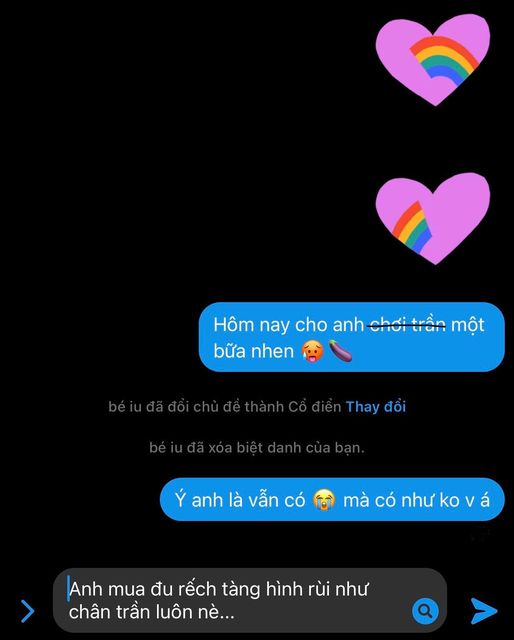 Hôm nay cho anh chơi trần một
bữa nhen 🥵🍆
bé iu đã đổi chủ đề thành Cổ điển Thay đổi
bé iu đã xóa biệt danh của bạn.
Ý anh là vẫn có 😭 mà có như ko v á
Anh mua đu rếch tàng hình rùi như
chân trần luôn nè...